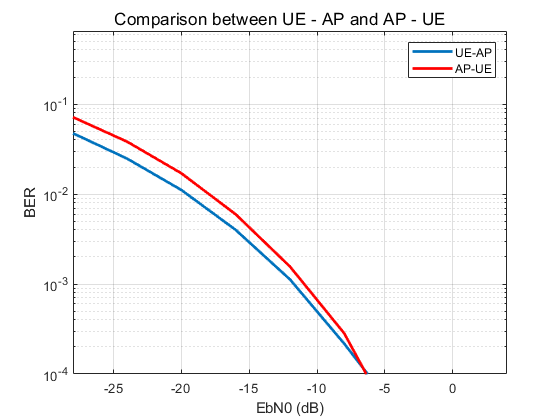 Comparison between UE - AP and AP - UE
UE-AP
AP-UE
10^-1
10^-2
10^-3
10^-4
BER
-25 -20 -15 -10 -5 0
EbN0 (dB)